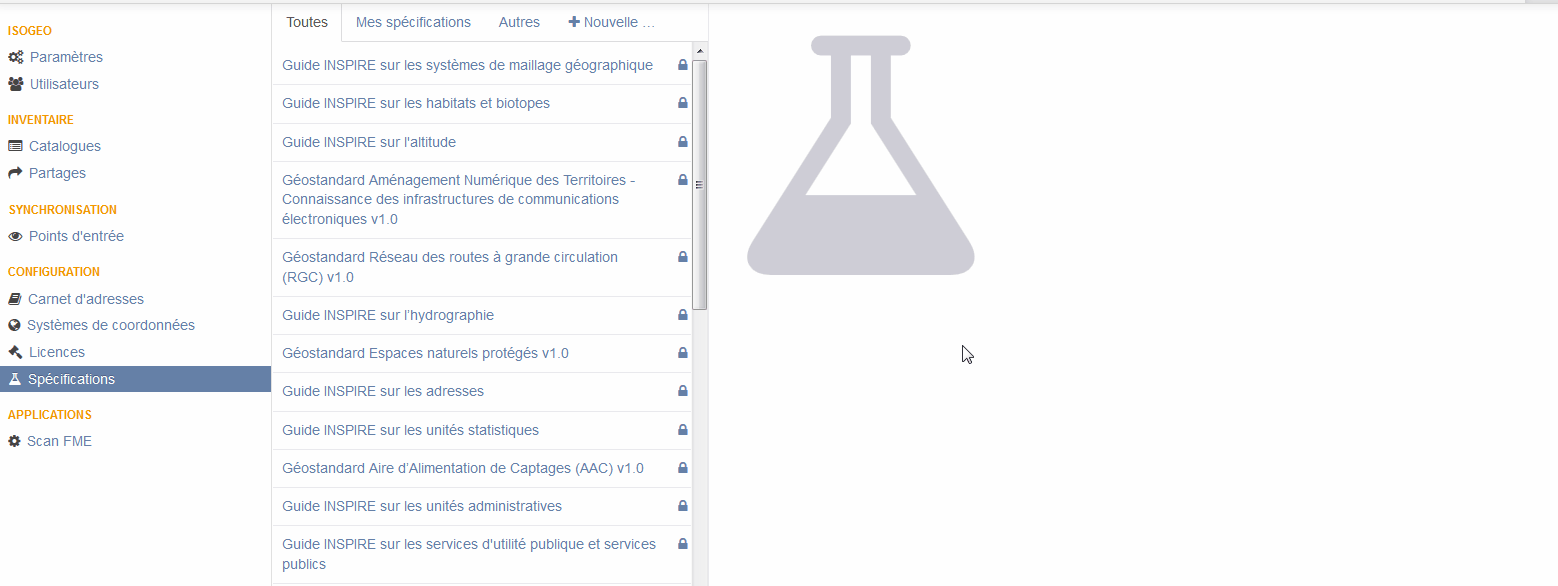 ISOGEO
Paramètres
Utilisateurs
INVENTAIRE
Catalogues
Partages
SYNCHRONISATION
Points d'entrée
CONFIGURATION
Carnet d'adresses
Systèmes de coordonnées
Licences
Spécifications
APPLICATIONS
Scan FME
Toutes Mes spécifications Autres Nouvelle …
Guide INSPIRE sur les systèmes de maillage géographique
Guide INSPIRE sur les habitats et biotopes
Guide INSPIRE sur l'altitude
Géostandard Aménagement Numérique des Territoires -
Connaissance des infrastructures de communications
électroniques v1.0
Géostandard Réseau des routes à grande circulation
(RGC) v1.0
Guide INSPIRE sur l’hydrographie
Géostandard Espaces naturels protégés v1.0
Guide INSPIRE sur les adresses
Guide INSPIRE sur les unités statistiques
Géostandard Aire d’Alimentation de Captages (AAC) v1.0
Guide INSPIRE sur les unités administratives
Guide INSPIRE sur les services d'utilité publique et services
publics